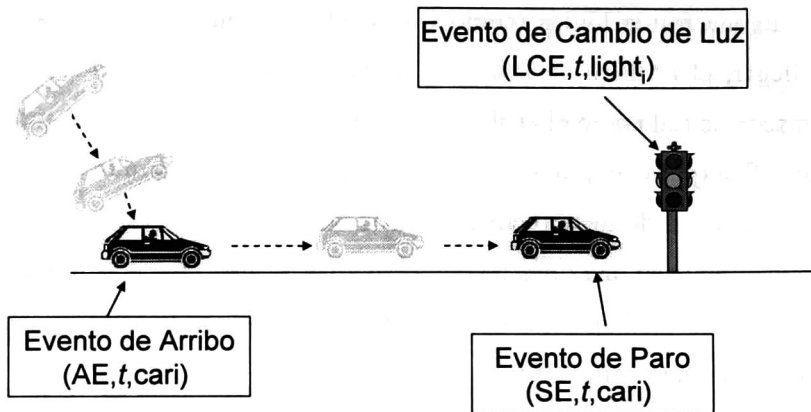 Evento de Cambio de Luz
(LCE,t,lightᵢ)
Evento de Arribo
(AE,t,cari)
Evento de Paro
(SE,t,cari)